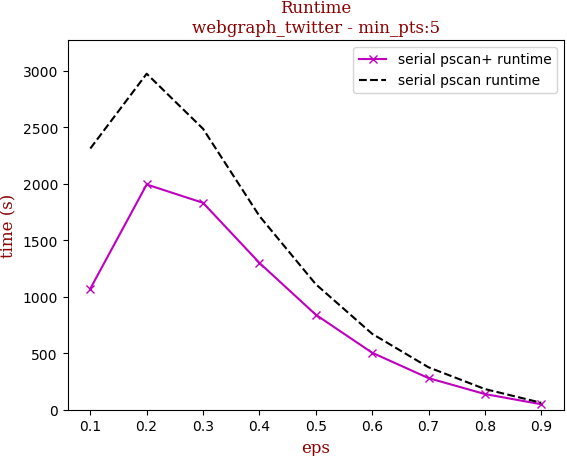 Runtime
webgraph_twitter - min_pts:5
serial pscan+ runtime
serial pscan runtime
time (s)
3000
2500
2000
1500
1000
500
0
0.1 0.2 0.3 0.4 0.5 0.6 0.7 0.8 0.9
eps